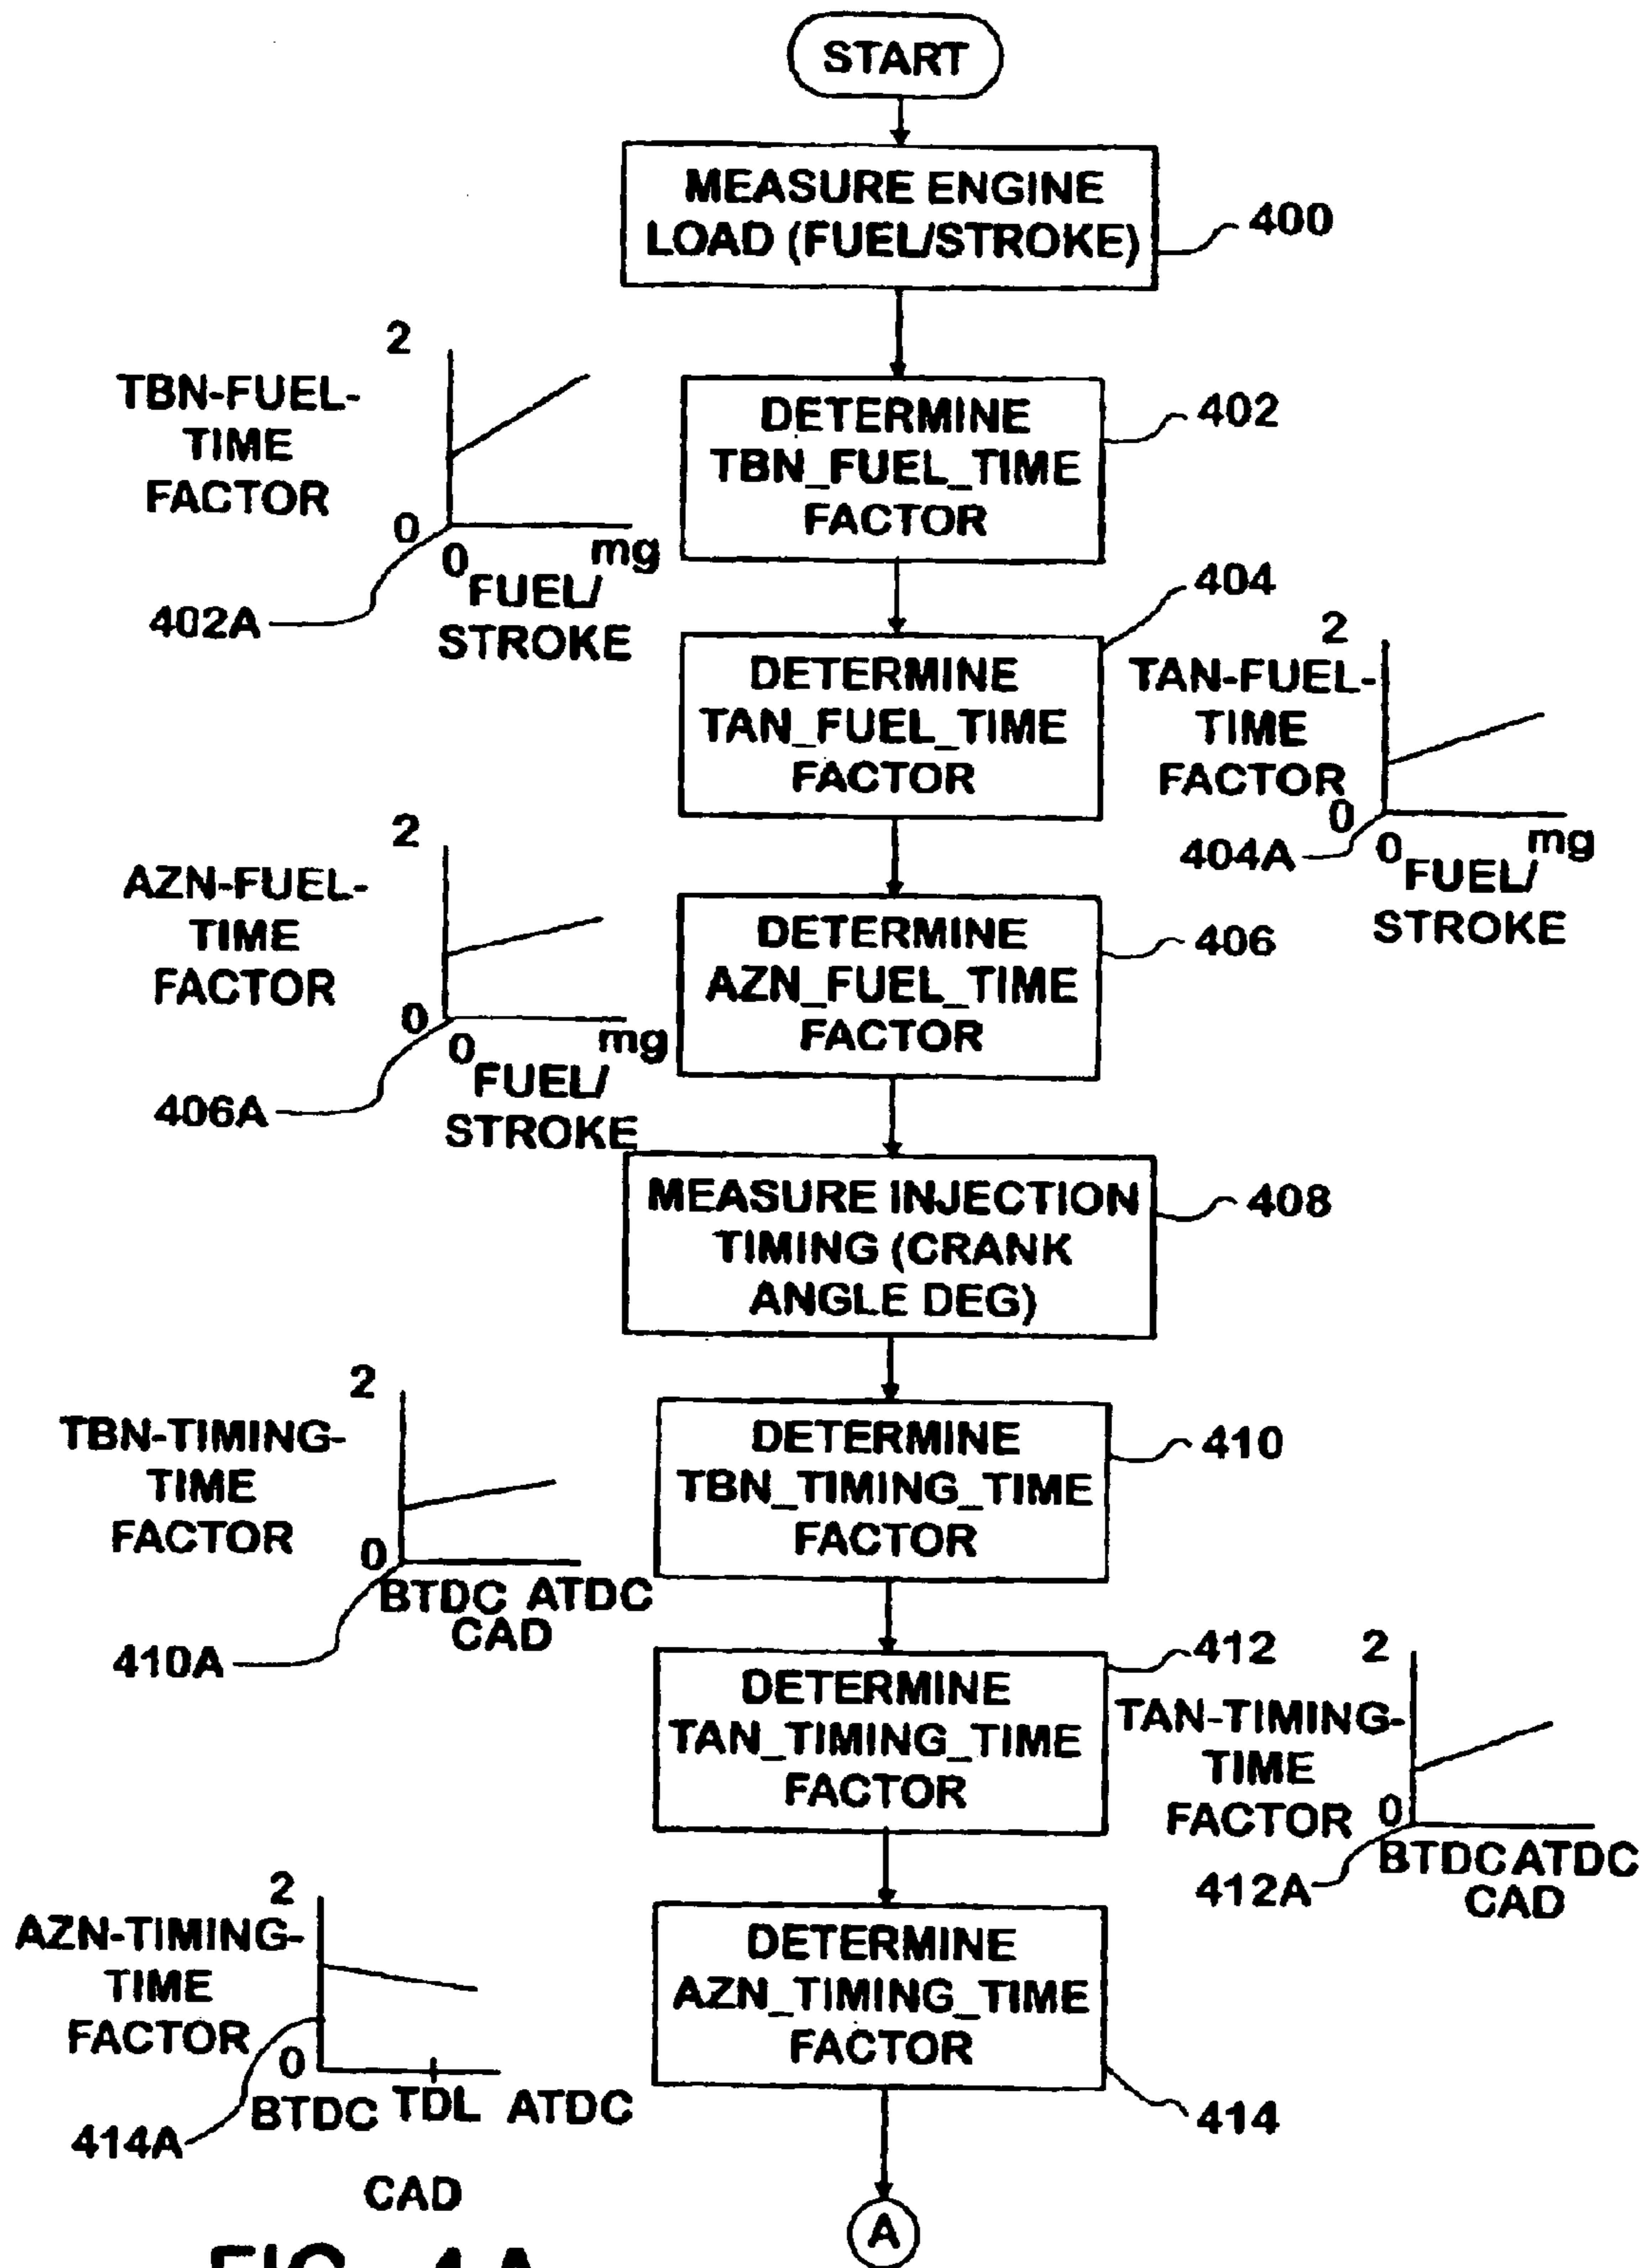 START
MEASURE ENGINE
LOAD (FUEL/STROKE)
400
2
TBN-FUEL-
TIME
FACTOR
0
0
mg
FUEL/
STROKE
402A
DETERMINE
TBN_FUEL_TIME
FACTOR
402
DETERMINE
TAN_FUEL_TIME
FACTOR
404
2
TAN-FUEL-
TIME
FACTOR
0
0
mg
FUEL/
STROKE
404A
2
AZN-FUEL-
TIME
FACTOR
0
0
mg
FUEL/
STROKE
406A
DETERMINE
AZN_FUEL_TIME
FACTOR
406
MEASURE INJECTION
TIMING (CRANK
ANGLE DEG)
408
2
TBN-TIMING-
TIME
FACTOR
0
BTDC ATDC
CAD
410A
DETERMINE
TBN_TIMING_TIME
FACTOR
410
DETERMINE
TAN_TIMING_TIME
FACTOR
412
2
TAN-TIMING-
TIME
FACTOR
0
BTDC ATDC
CAD
412A
2
AZN-TIMING-
TIME
FACTOR
0
BTDC TDL ATDC
CAD
414A
DETERMINE
AZN_TIMING_TIME
FACTOR
414
A
FIG. 4A